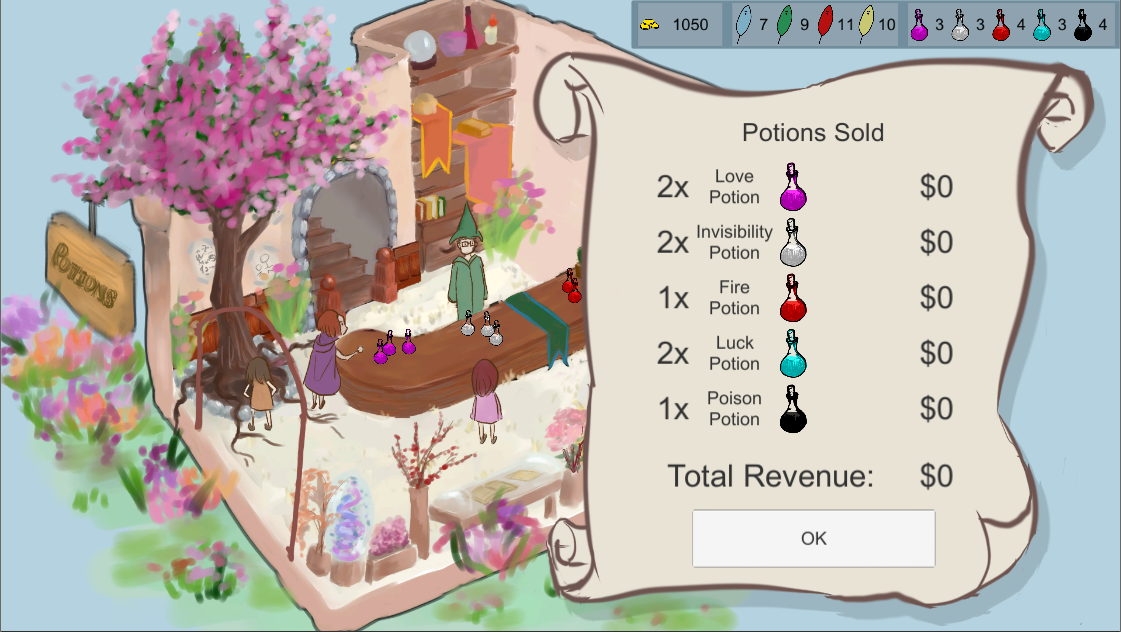 1050 7 9 11 10 3 3 4 3 4
Potions Sold
2x Love Potion $0
2x Invisibility Potion $0
1x Fire Potion $0
2x Luck Potion $0
1x Poison Potion $0
Total Revenue: $0
OK
POTIONS